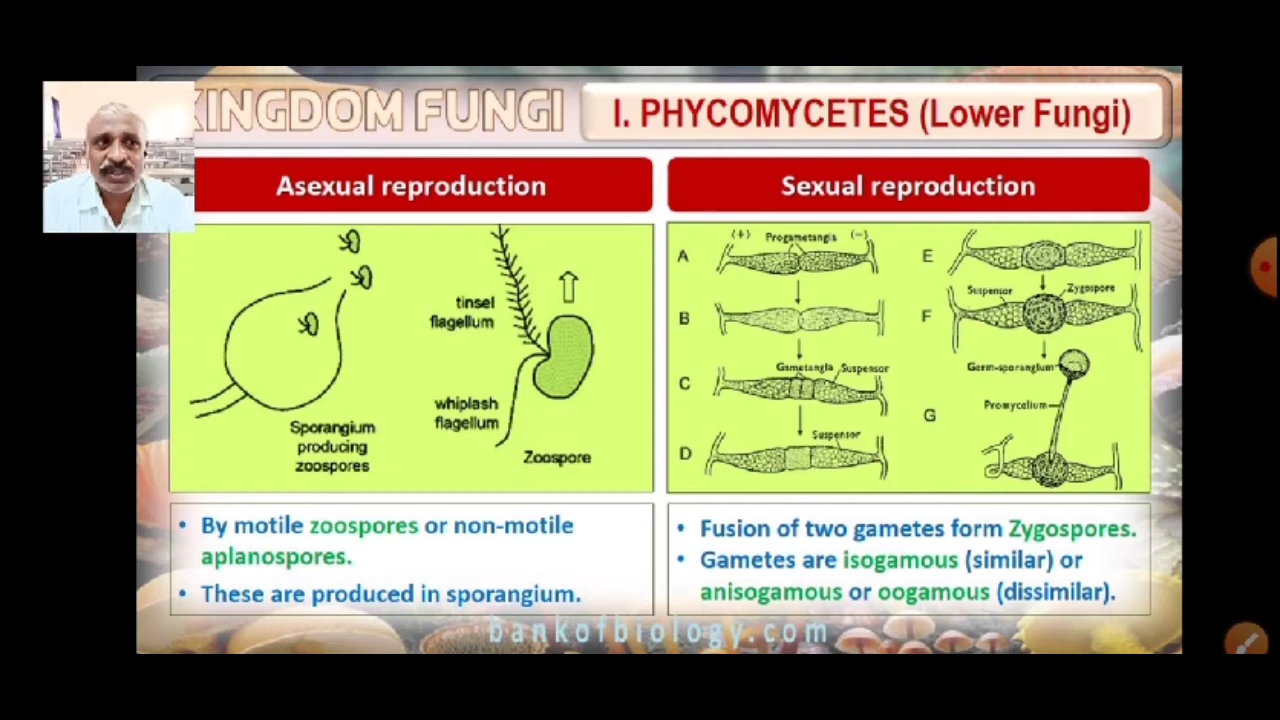 KINGDOM FUNGI
I. PHYCOMYCETES (Lower Fungi)
Asexual reproduction
tinsel
flagellum
whiplash
flagellum
Sporangium
producing
zoospores
Zoospore
• By motile zoospores or non-motile
aplanospores.
• These are produced in sporangium.
Sexual reproduction
(+) Progametangia (−)
A
B
Gametangia Suspensor
C
Suspensor
D
E
Suspensor Zygospore
F
Germ-sporangium
Promycelium
G
• Fusion of two gametes form Zygospores.
• Gametes are isogamous (similar) or
anisogamous or oogamous (dissimilar).
bankofbiology.com